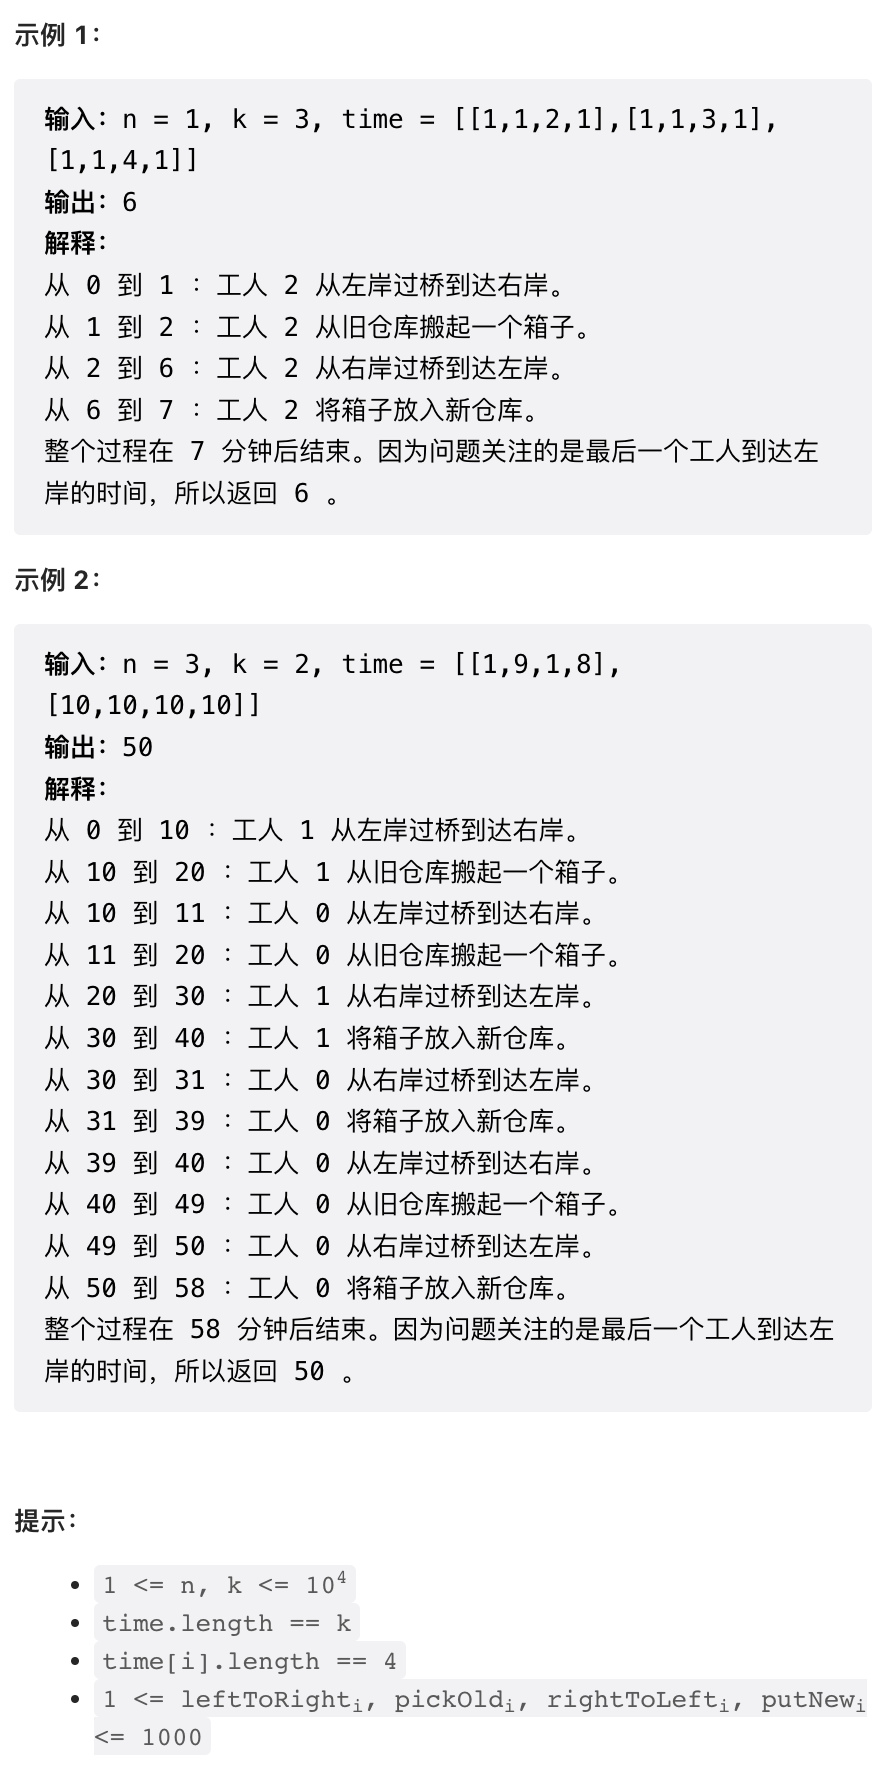 示例 1：
输入：n = 1, k = 3, time = [[1,1,2,1],[1,1,3,1],
[1,1,4,1]]
输出：6
解释：
从 0 到 1 ：工人 2 从左岸过桥到达右岸。
从 1 到 2 ：工人 2 从旧仓库搬起一个箱子。
从 2 到 6 ：工人 2 从右岸过桥到达左岸。
从 6 到 7 ：工人 2 将箱子放入新仓库。
整个过程在 7 分钟后结束。因为问题关注的是最后一个工人到达左
岸的时间，所以返回 6 。
示例 2：
输入：n = 3, k = 2, time = [[1,9,1,8],
[10,10,10,10]]
输出：50
解释：
从 0 到 10 ：工人 1 从左岸过桥到达右岸。
从 10 到 20 ：工人 1 从旧仓库搬起一个箱子。
从 10 到 11 ：工人 0 从左岸过桥到达右岸。
从 11 到 20 ：工人 0 从旧仓库搬起一个箱子。
从 20 到 30 ：工人 1 从右岸过桥到达左岸。
从 30 到 40 ：工人 1 将箱子放入新仓库。
从 30 到 31 ：工人 0 从右岸过桥到达左岸。
从 31 到 39 ：工人 0 将箱子放入新仓库。
从 39 到 40 ：工人 0 从左岸过桥到达右岸。
从 40 到 49 ：工人 0 从旧仓库搬起一个箱子。
从 49 到 50 ：工人 0 从右岸过桥到达左岸。
从 50 到 58 ：工人 0 将箱子放入新仓库。
整个过程在 58 分钟后结束。因为问题关注的是最后一个工人到达左
岸的时间，所以返回 50 。
提示：
• 1 <= n, k <= 10⁴
• time.length == k
• time[i].length == 4
• 1 <= leftToRightᵢ, pickOldᵢ, rightToLeftᵢ, putNewᵢ
<= 1000